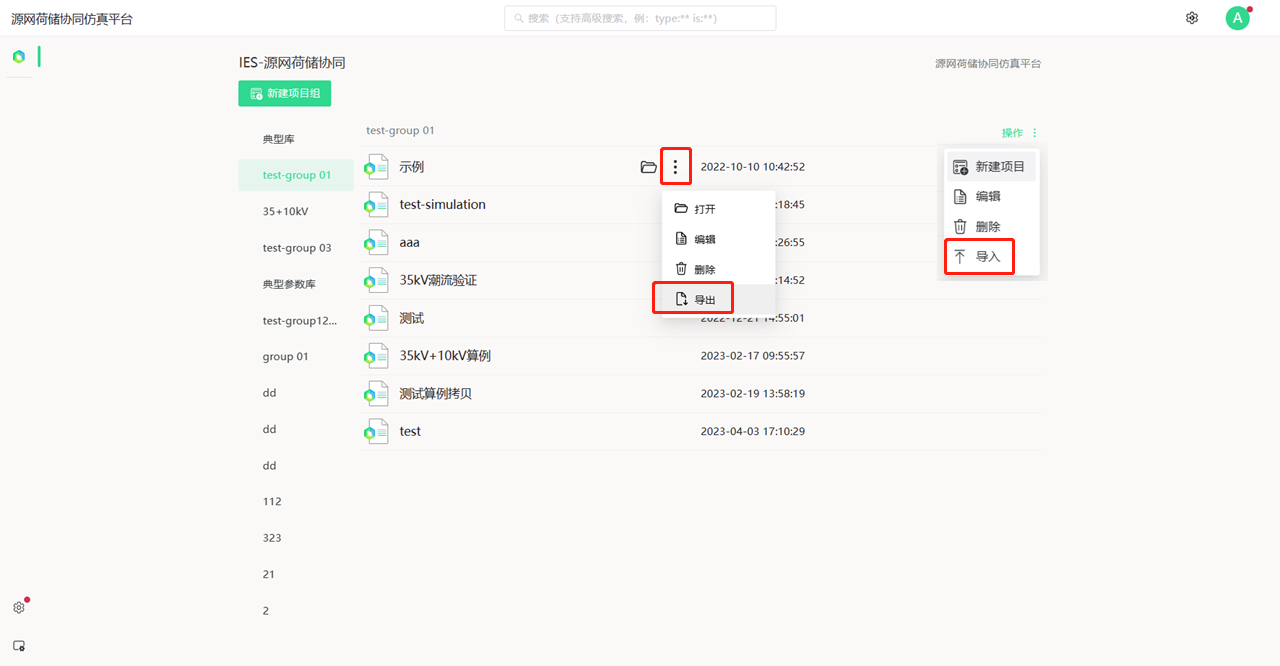 源网荷储协同仿真平台
搜索（支持高级搜索，例：type:** is:**）
A
IES-源网荷储协同
源网荷储协同仿真平台
新建项目组
典型库
test-group 01
35+10kV
test-group 03
典型参数库
test-group12...
group 01
dd
dd
dd
112
323
21
2
test-group 01
操作
示例
2022-10-10 10:42:52
test-simulation
:18:45
aaa
:26:55
35kV潮流验证
:14:52
测试
2022-12-21 14:55:01
35kV+10kV算例
2023-02-17 09:55:57
测试算例拷贝
2023-02-19 13:58:19
test
2023-04-03 17:10:29
打开
编辑
删除
导出
新建项目
编辑
删除
导入